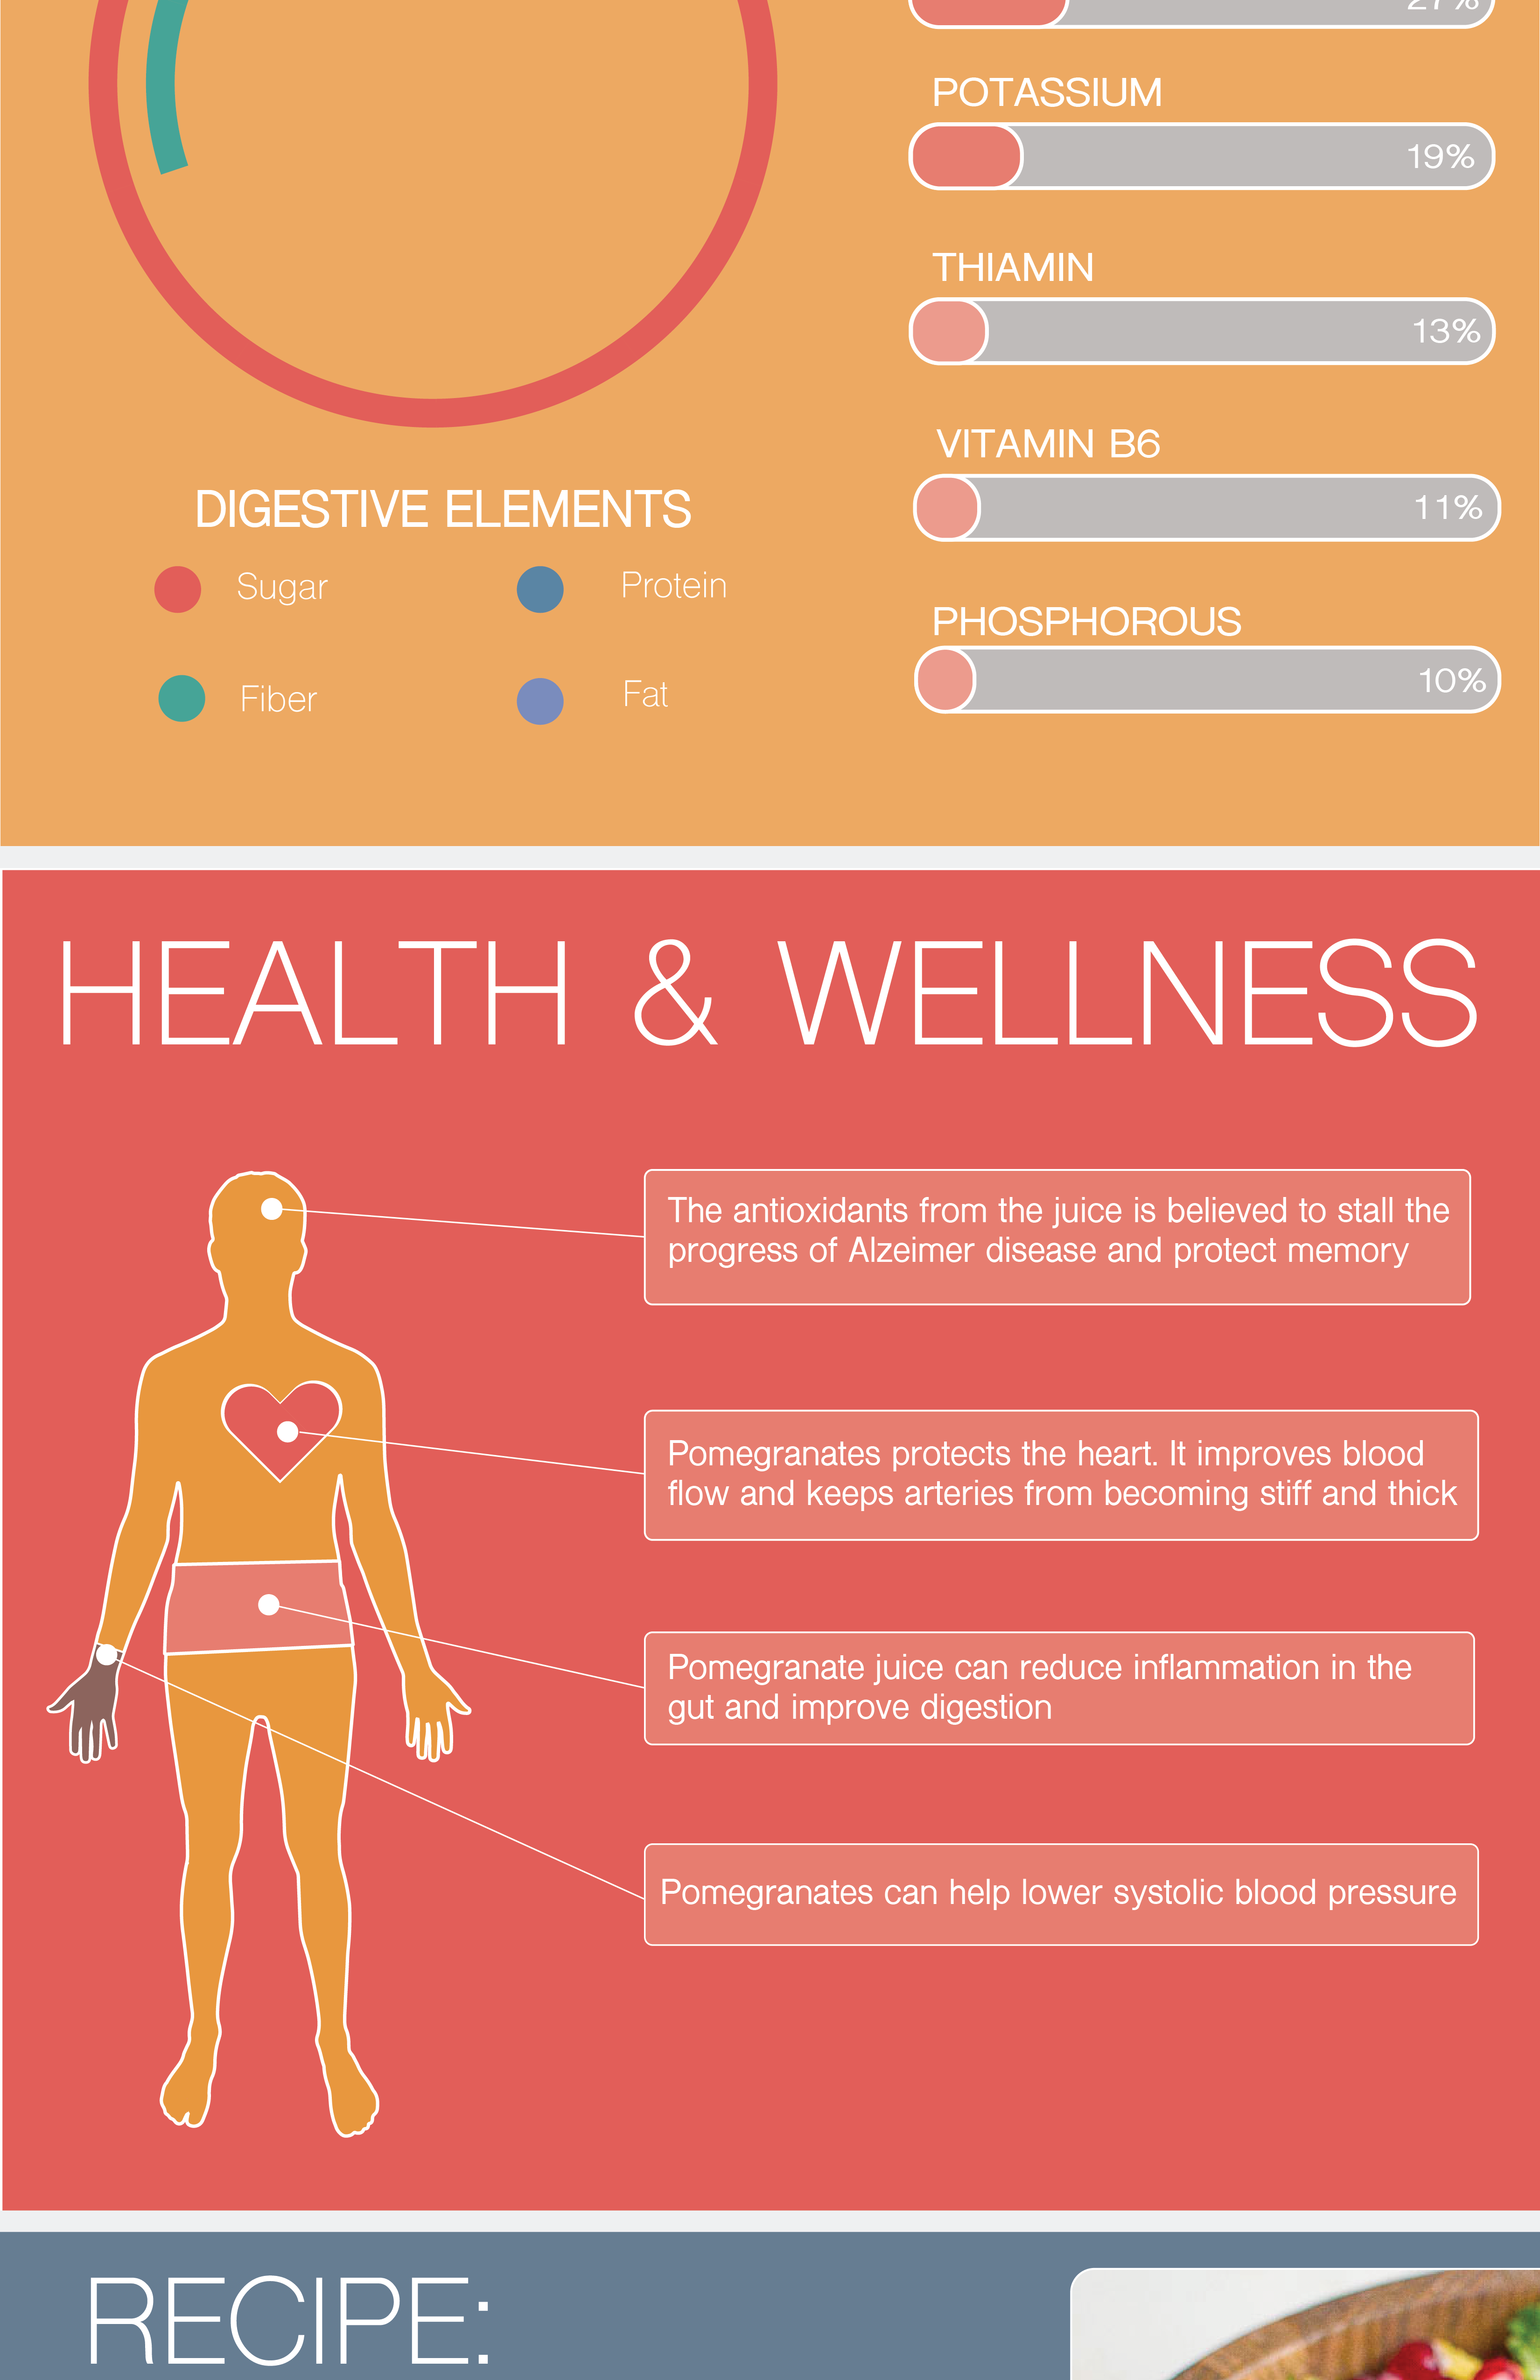 27%
POTASSIUM
19%
THIAMIN
13%
VITAMIN B6
11%
PHOSPHOROUS
10%
DIGESTIVE ELEMENTS
Sugar
Protein
Fiber
Fat
HEALTH & WELLNESS
The antioxidants from the juice is believed to stall the
progress of Alzeimer disease and protect memory
Pomegranates protects the heart. It improves blood
flow and keeps arteries from becoming stiff and thick
Pomegranate juice can reduce inflammation in the
gut and improve digestion
Pomegranates can help lower systolic blood pressure
RECIPE: